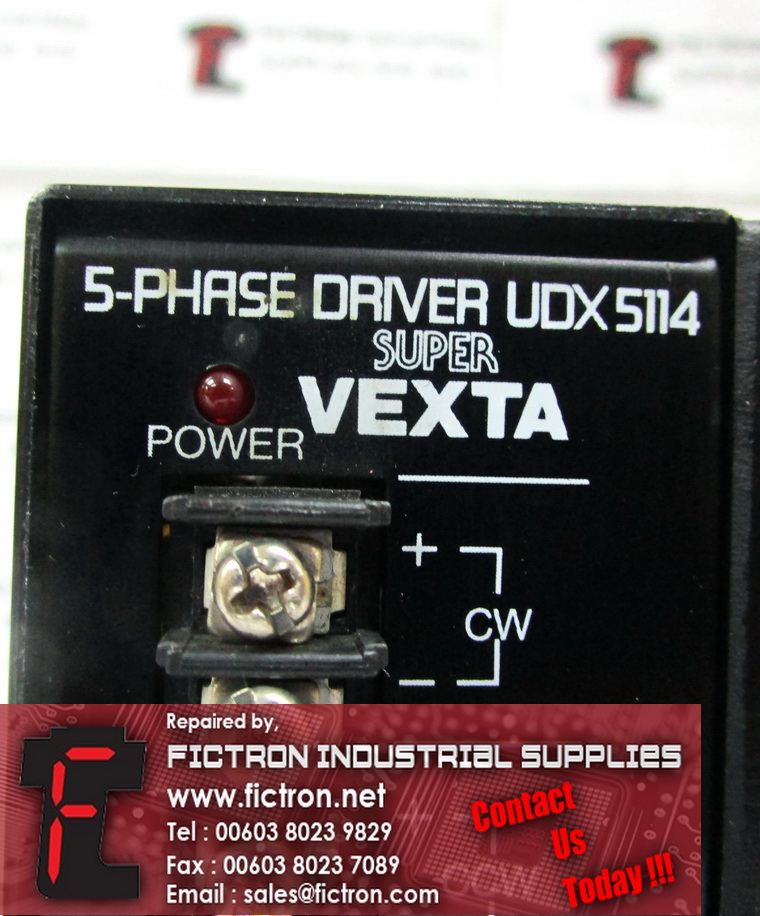 5-PHASE DRIVER UDX5114
SUPER
VEXTA
POWER
+
CW
−
Repaired by,
FICTRON INDUSTRIAL SUPPLIES
www.fictron.net
Tel : 00603 8023 9829
Fax : 00603 8023 7089
Email : sales@fictron.com
Contact
Us
Today !!!